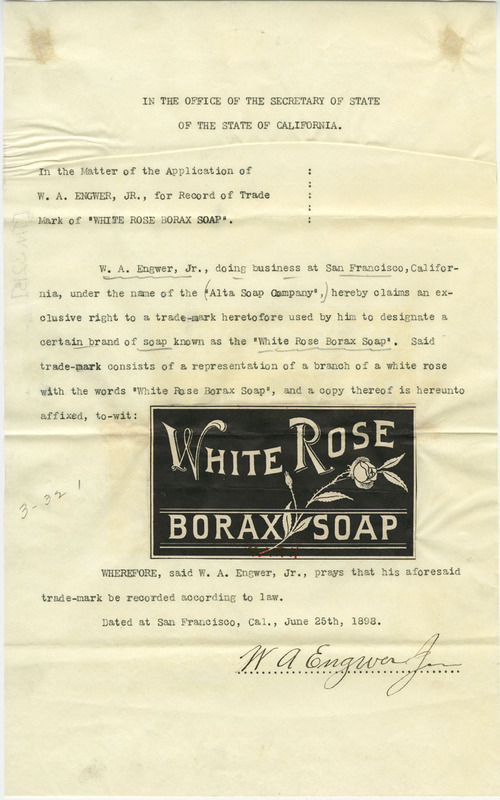 IN THE OFFICE OF THE SECRETARY OF STATE
OF THE STATE OF CALIFORNIA.
In the Matter of the Application of :
W. A. ENGWER, JR., for Record of Trade :
Mark of "WHITE ROSE BORAX SOAP". :
W. A. Engwer, Jr., doing business at San Francisco, Califor-
nia, under the name of the ("Alta Soap Company",) hereby claims an ex-
clusive right to a trade-mark heretofore used by him to designate a
certain brand of soap known as the "White Rose Borax Soap". Said
trade-mark consists of a representation of a branch of a white rose
with the words "White Rose Borax Soap", and a copy thereof is hereunto
affixed, to-wit:
WHITE ROSE
BORAX SOAP
3-32 1
WHEREFORE, said W. A. Engwer, Jr., prays that his aforesaid
trade-mark be recorded according to law.
Dated at San Francisco, Cal., June 25th, 1898.
W A Engwer Jr